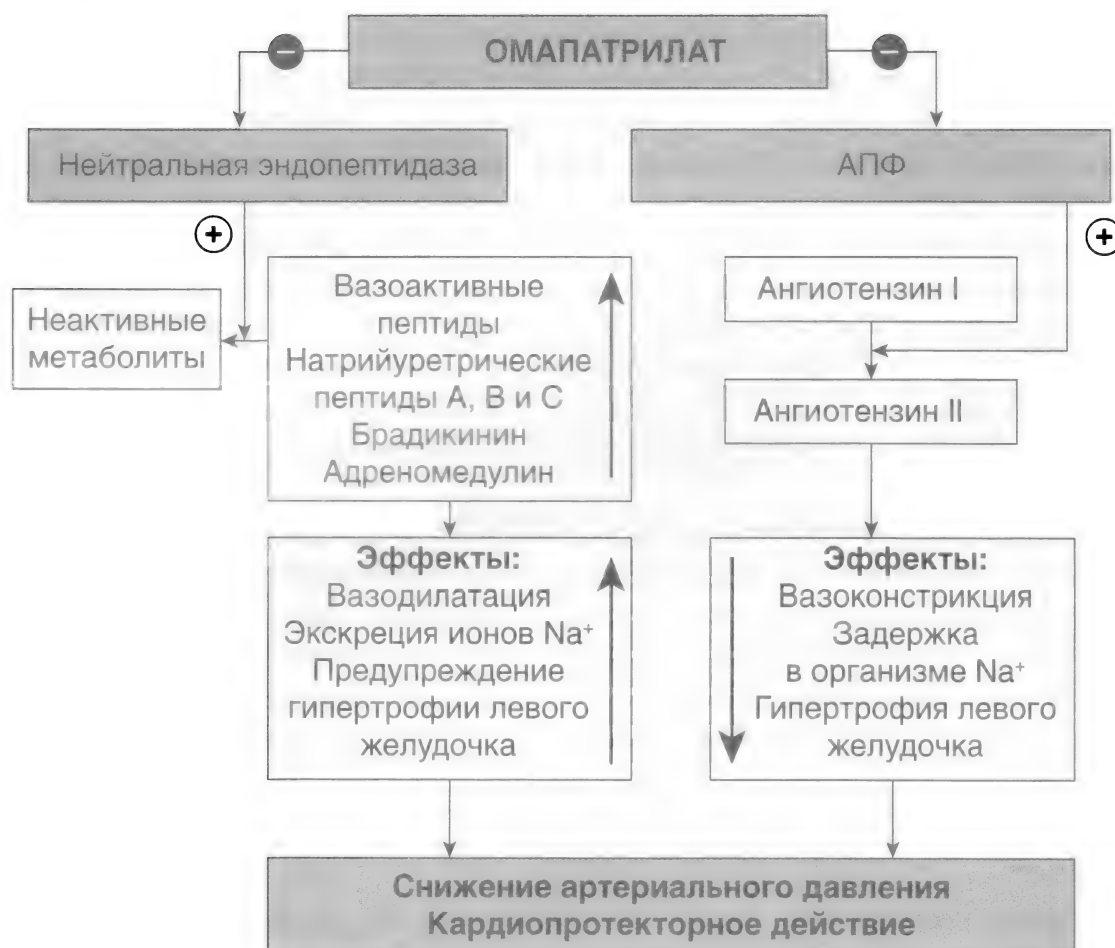 ОМАПАТРИЛАТ
Нейтральная эндопептидаза
АПФ
Неактивные
метаболиты
Вазоактивные
пептиды
Натрийуретрические
пептиды А, В и С
Брадикинин
Адреномедулин
Ангиотензин I
Ангиотензин II
Эффекты:
Вазодилатация
Экскреция ионов Na⁺
Предупреждение
гипертрофии левого
желудочка
Эффекты:
Вазоконстрикция
Задержка
в организме Na⁺
Гипертрофия левого
желудочка
Снижение артериального давления
Кардиопротекторное действие